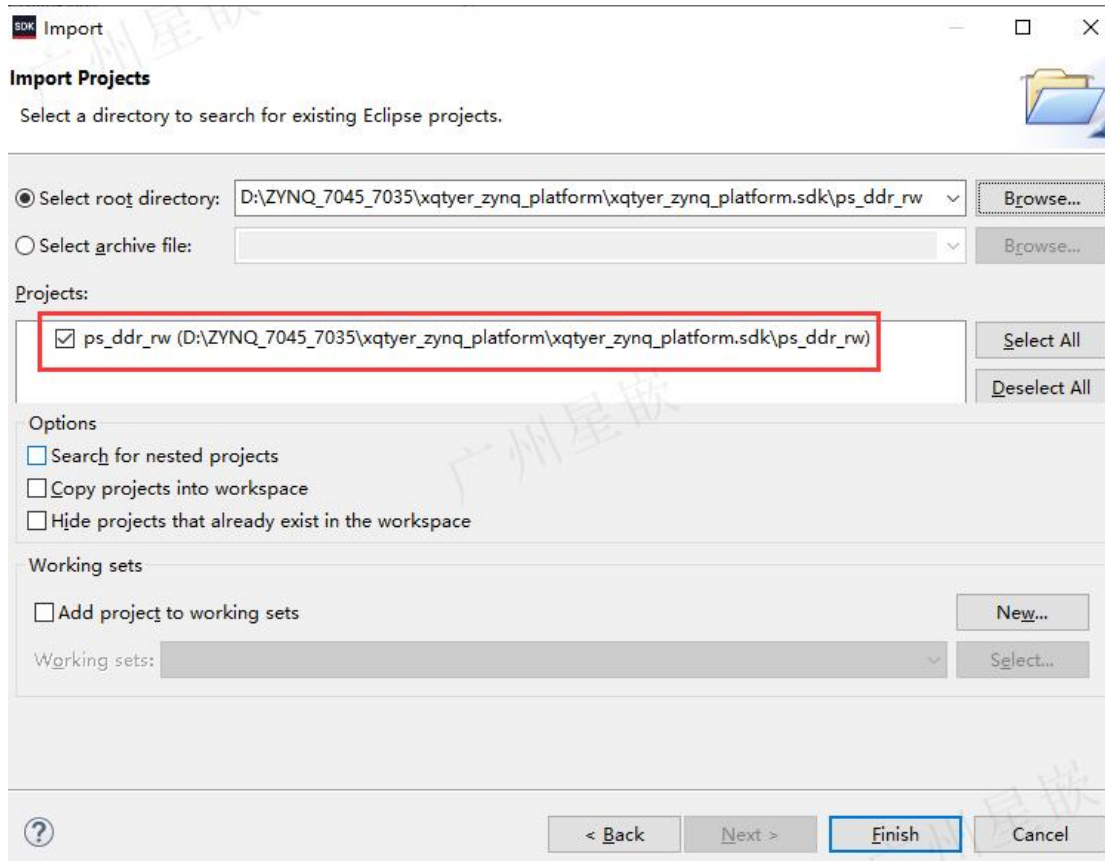 SDK Import
Import Projects
Select a directory to search for existing Eclipse projects.
Select root directory: D:\ZYNQ_7045_7035\xqtyer_zynq_platform\xqtyer_zynq_platform.sdk\ps_ddr_rw Browse...
Select archive file: Browse...
Projects:
ps_ddr_rw (D:\ZYNQ_7045_7035\xqtyer_zynq_platform\xqtyer_zynq_platform.sdk\ps_ddr_rw)
Select All
Deselect All
Options
Search for nested projects
Copy projects into workspace
Hide projects that already exist in the workspace
Working sets
Add project to working sets New...
Working sets: Select...
? < Back Next > Finish Cancel
广州星嵌
广州星嵌
广州星嵌